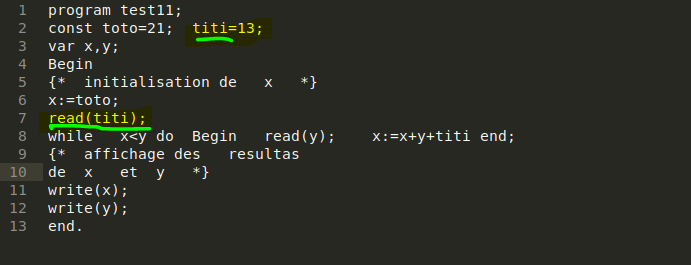 1 program test11;
2 const toto=21; titi=13;
3 var x,y;
4 Begin
5 {* initialisation de x *}
6 x:=toto;
7 read(titi);
8 while x<y do Begin read(y); x:=x+y+titi end;
9 {* affichage des resultas
10 de x et y *}
11 write(x);
12 write(y);
13 end.